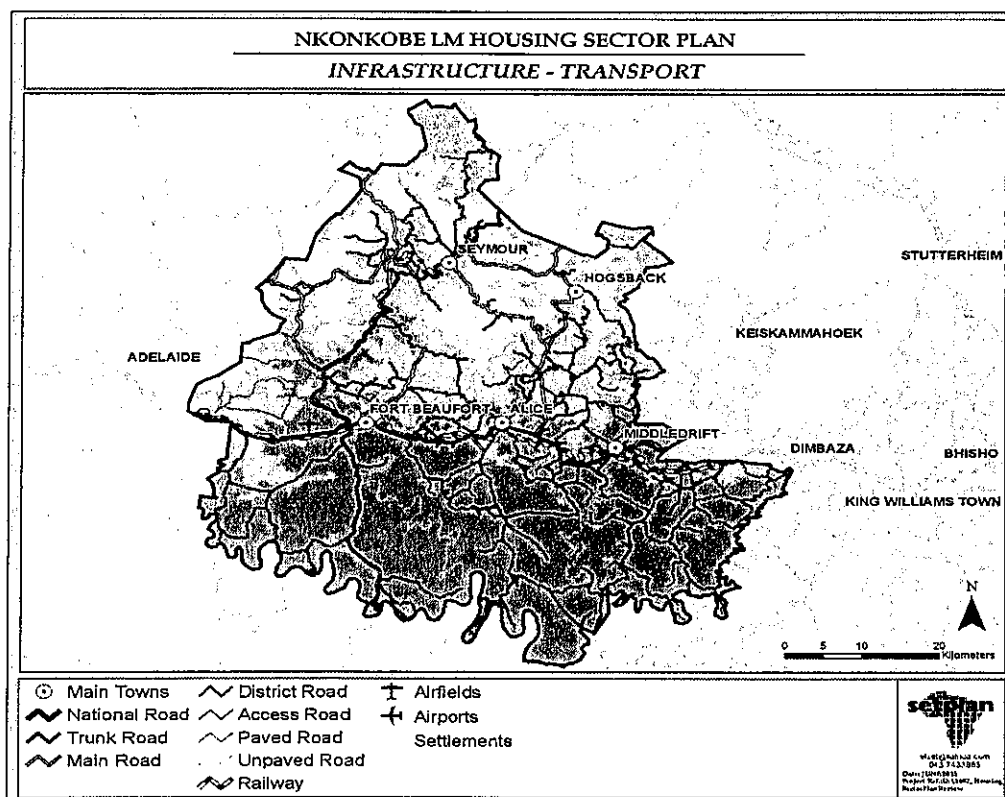 NKONKOBE LM HOUSING SECTOR PLAN
INFRASTRUCTURE - TRANSPORT
SEYMOUR
STUTTERHEIM
HOGSBACK
KEISKAMMAHOEK
ADELAIDE
FORT BEAUFORT
ALICE
MIDDLEDRIFT
DIMBAZA
BHISHO
KING WILLIAMS TOWN
N
0 5 10 20
Kilometers
Main Towns
National Road
Trunk Road
Main Road
District Road
Access Road
Paved Road
Unpaved Road
Railway
Airfields
Airports
Settlements
setplan